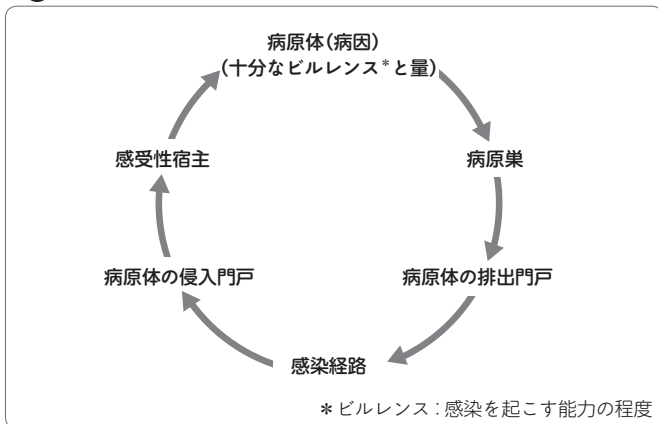 病原体(病因)
(十分なビルレンス*と量)
病原巣
病原体の排出門戸
感染経路
病原体の侵入門戸
感受性宿主
*ビルレンス:感染を起こす能力の程度